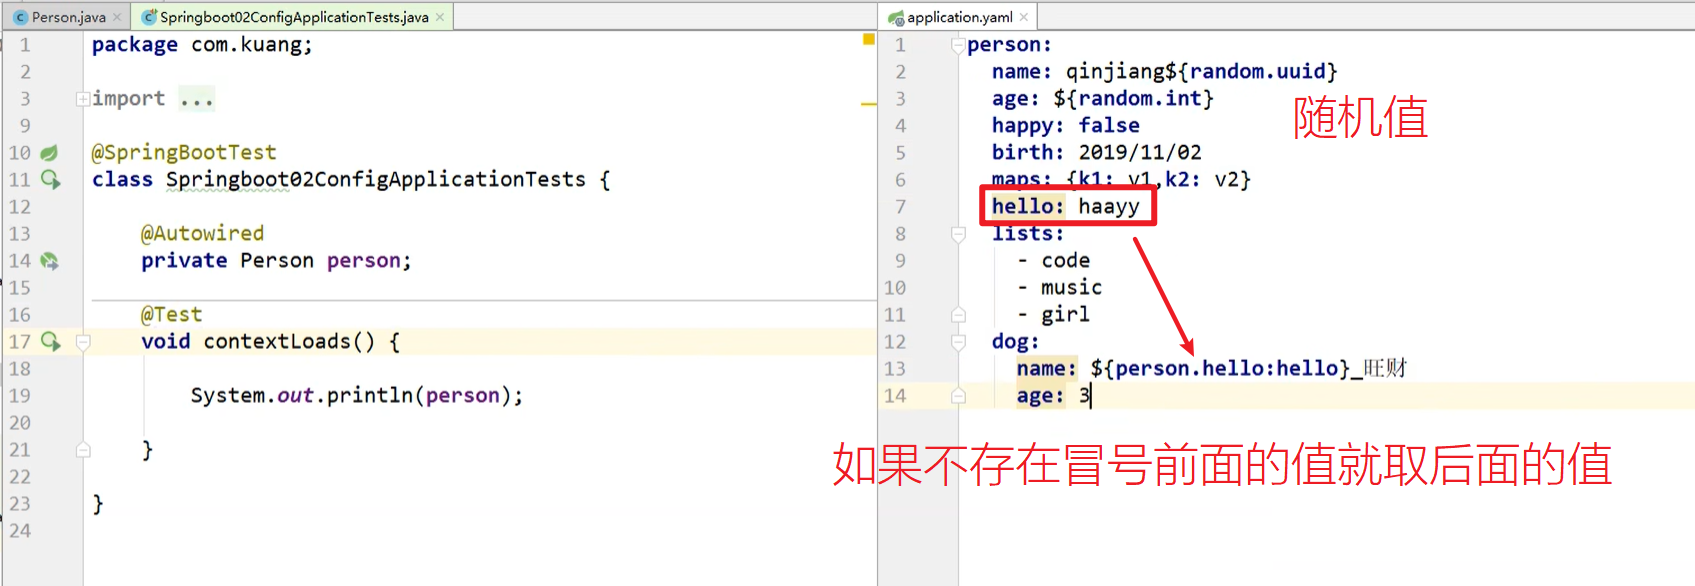 Person.java
Springboot02ConfigApplicationTests.java
application.yaml
1 package com.kuang;
2
3 import ...
9
10 @SpringBootTest
11 class Springboot02ConfigApplicationTests {
12
13 @Autowired
14 private Person person;
15
16 @Test
17 void contextLoads() {
18
19 System.out.println(person);
20
21 }
22
23 }
24
1 person:
2 name: qinjiang${random.uuid}
3 age: ${random.int}
4 happy: false
5 birth: 2019/11/02
6 maps: {k1: v1,k2: v2}
7 hello: haayy
8 lists:
9 - code
10 - music
11 - girl
12 dog:
13 name: ${person.hello:hello}_旺财
14 age: 3
随机值
如果不存在冒号前面的值就取后面的值